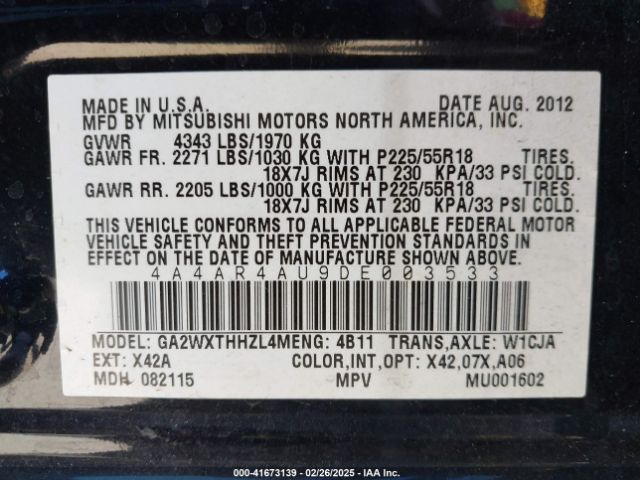 MADE IN U.S.A. DATE AUG. 2012
MFD BY MITSUBISHI MOTORS NORTH AMERICA, INC.
GVWR 4343 LBS/1970 KG
GAWR FR. 2271 LBS/1030 KG WITH P225/55R18 TIRES.
18X7J RIMS AT 230 KPA/33 PSI COLD.
GAWR RR. 2205 LBS/1000 KG WITH P225/55R18 TIRES.
18X7J RIMS AT 230 KPA/33 PSI COLD.
THIS VEHICLE CONFORMS TO ALL APPLICABLE FEDERAL MOTOR
VEHICLE SAFETY AND THEFT PREVENTION STANDARDS IN
EFFECT ON THE DATE OF MANUFACTURE SHOWN ABOVE.
4A4AR4AU9DE003533
MODEL: GA2WXTHHZL4MENG: 4B11 TRANS,AXLE: W1CJA
EXT: X42A COLOR,INT,OPT: X42,07X,A06
MDH 082115 MPV MU001602
000-41673139 - 02/26/2025 - IAA Inc.